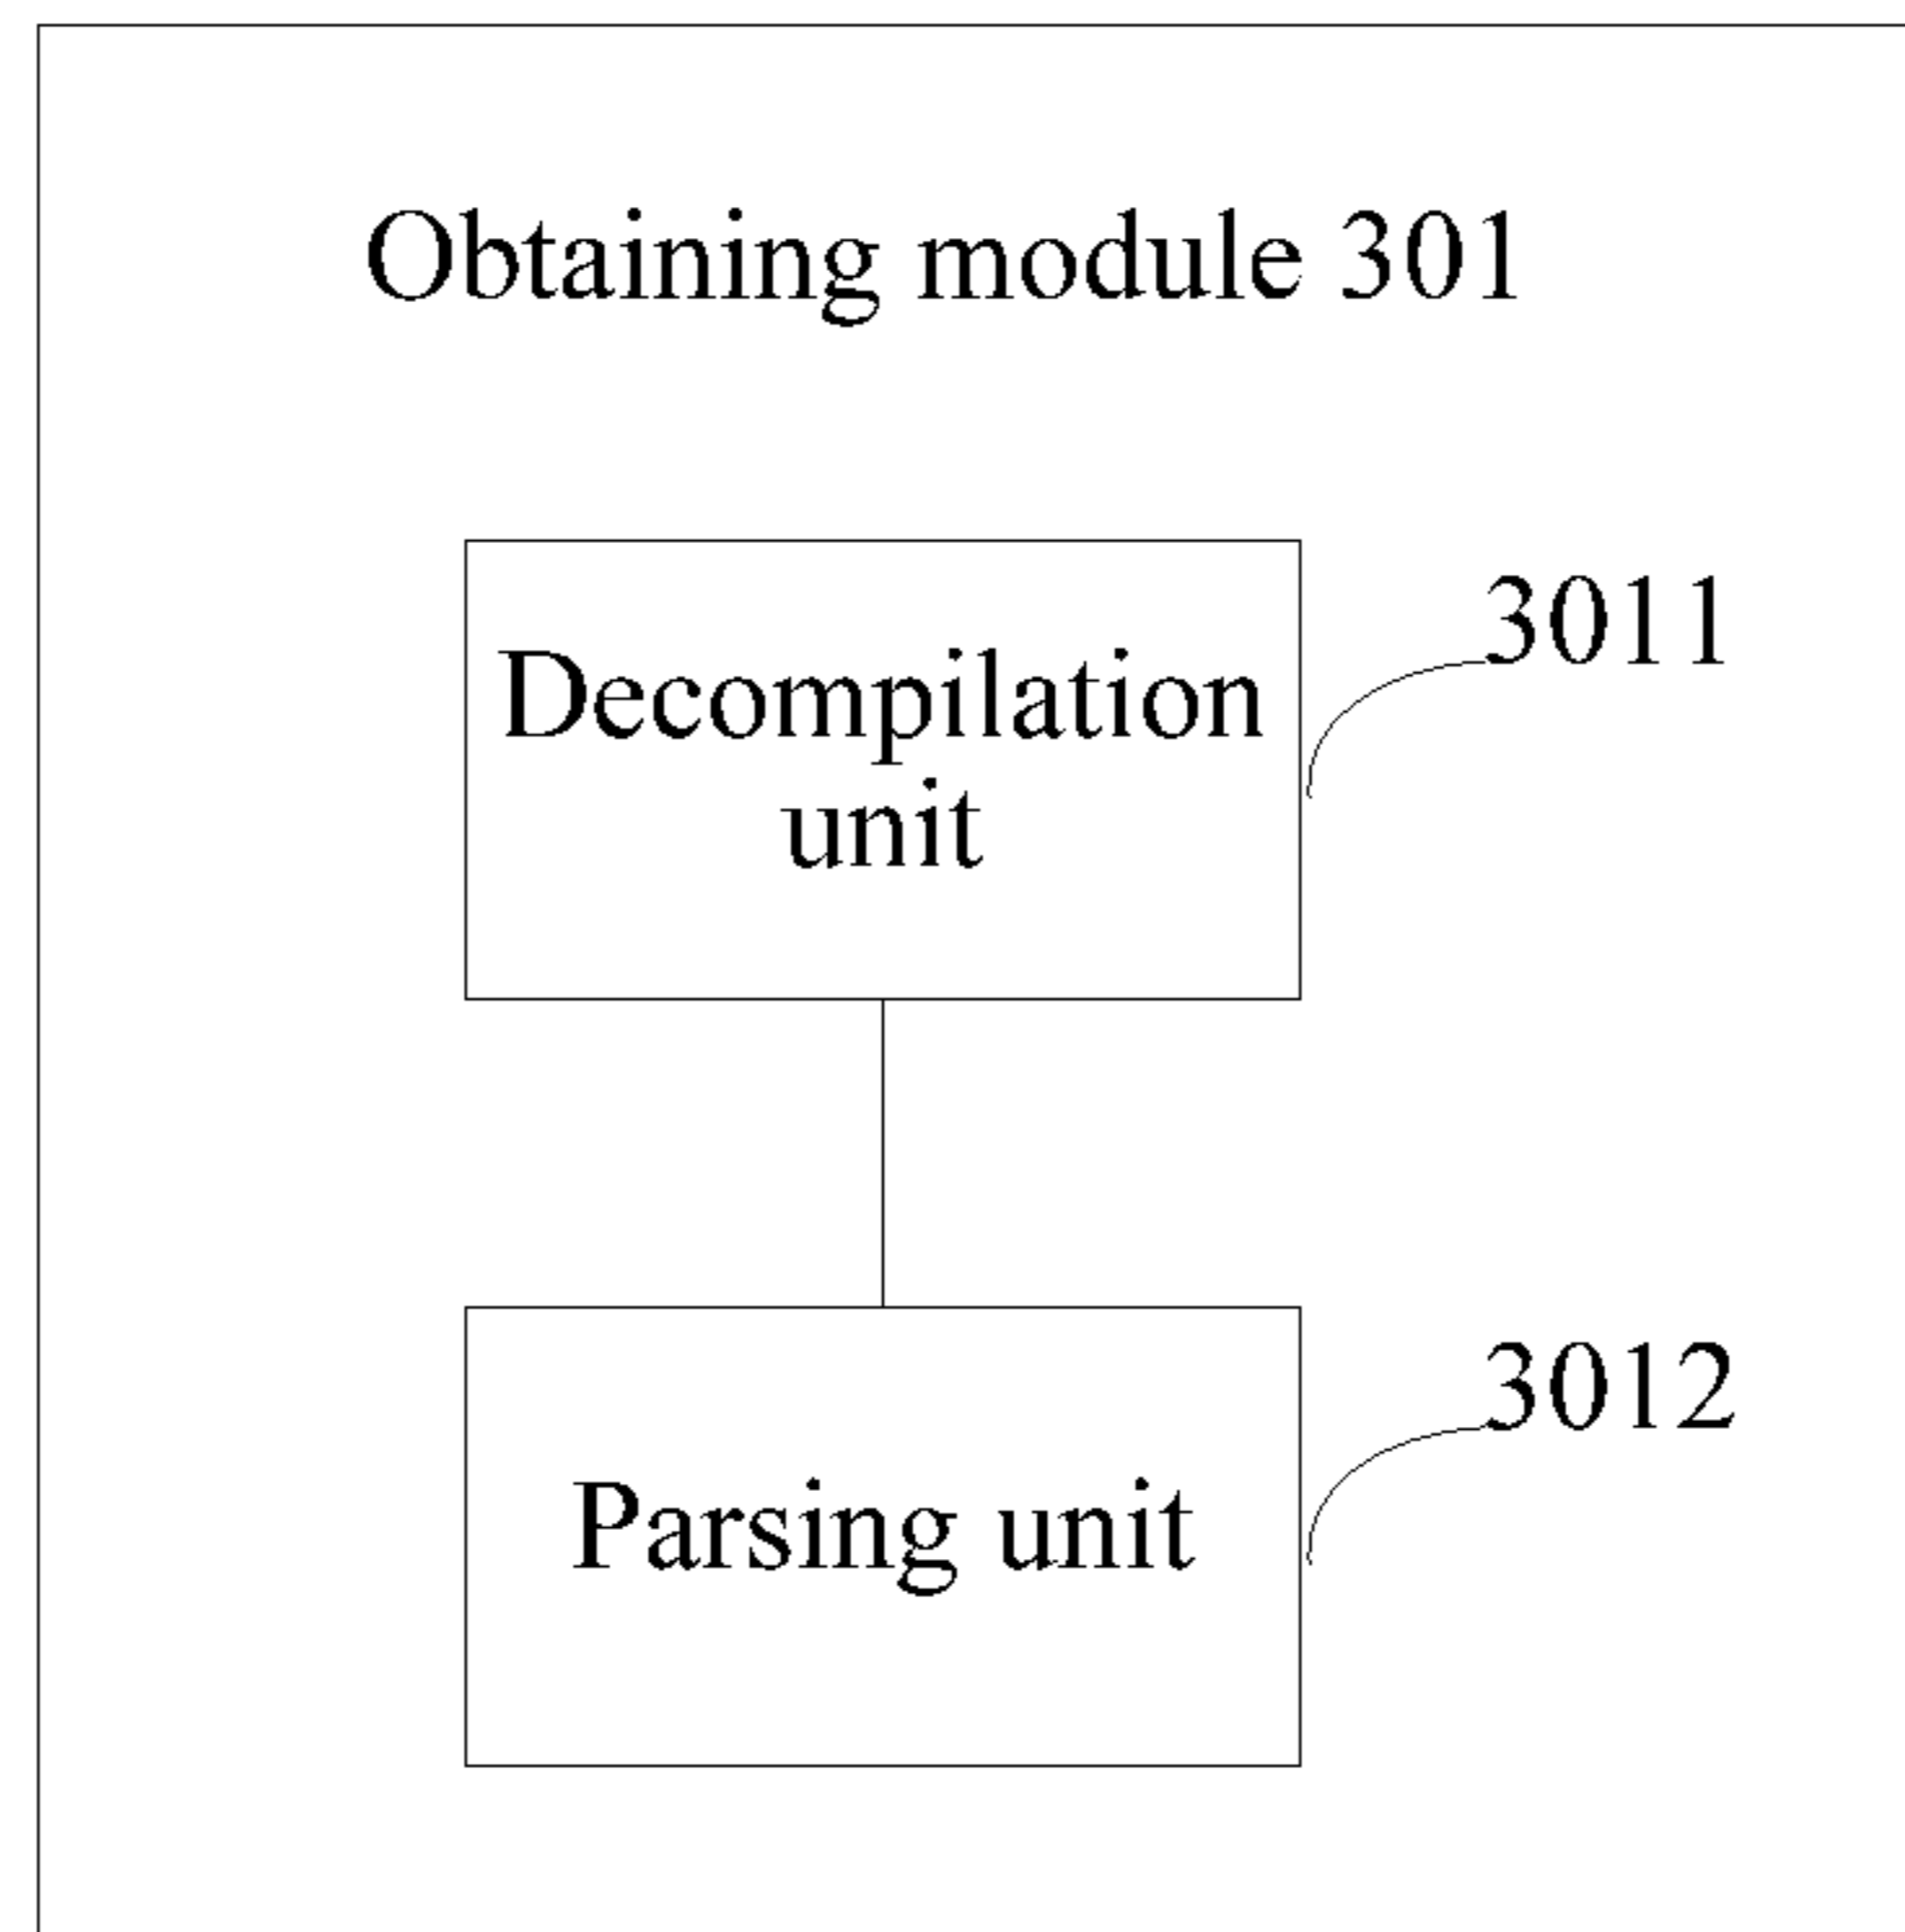 Obtaining module 301
3011
Decompilation
unit
3012
Parsing unit